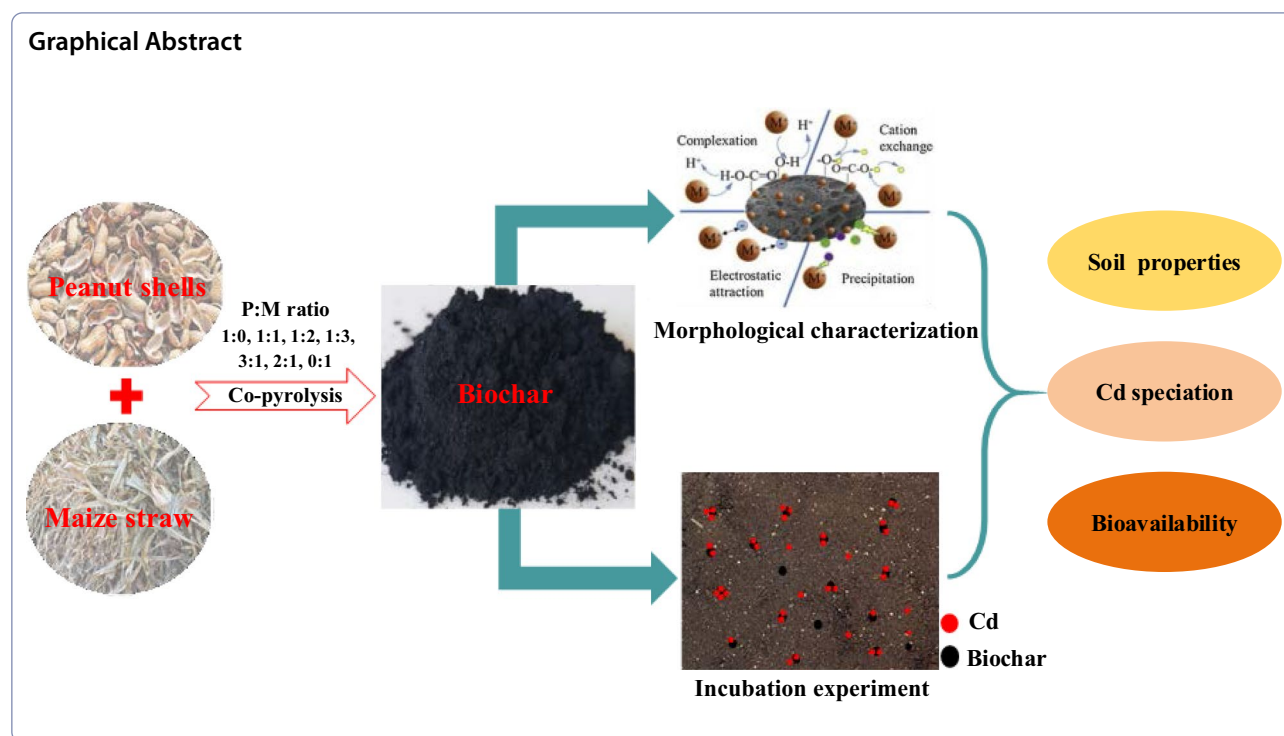 Graphical Abstract
Peanut shells
Maize straw
P:M ratio
1:0, 1:1, 1:2, 1:3,
3:1, 2:1, 0:1
Co-pyrolysis
Biochar
Complexation
M⁺
H⁺
O-H
H⁺
H-O-C=O
M⁺
M⁺
Cation
exchange
-O-
O=C-O-
M⁺
M⁺
M⁺
Electrostatic
attraction
M⁺
M⁺
Precipitation
Morphological characterization
Cd
Biochar
Incubation experiment
Soil properties
Cd speciation
Bioavailability